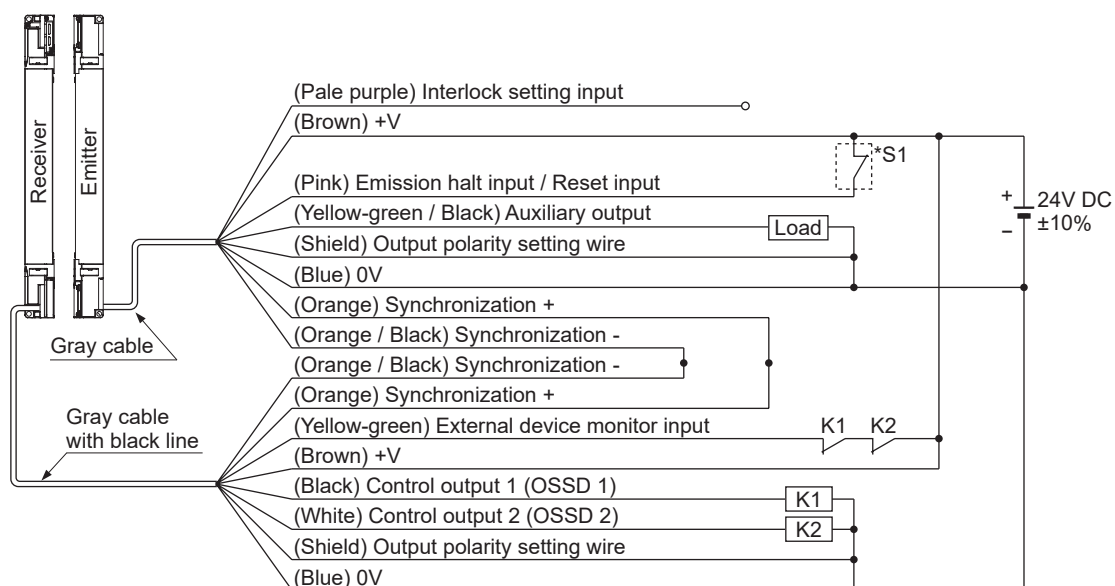 Receiver
Emitter
(Pale purple) Interlock setting input
(Brown) +V
*S1
(Pink) Emission halt input / Reset input
+
24V DC
±10%
−
(Yellow-green / Black) Auxiliary output
Load
(Shield) Output polarity setting wire
(Blue) 0V
(Orange) Synchronization +
(Orange / Black) Synchronization -
Gray cable
(Orange / Black) Synchronization -
(Orange) Synchronization +
Gray cable
with black line
(Yellow-green) External device monitor input
K1
K2
(Brown) +V
(Black) Control output 1 (OSSD 1)
K1
(White) Control output 2 (OSSD 2)
K2
(Shield) Output polarity setting wire
(Blue) 0V